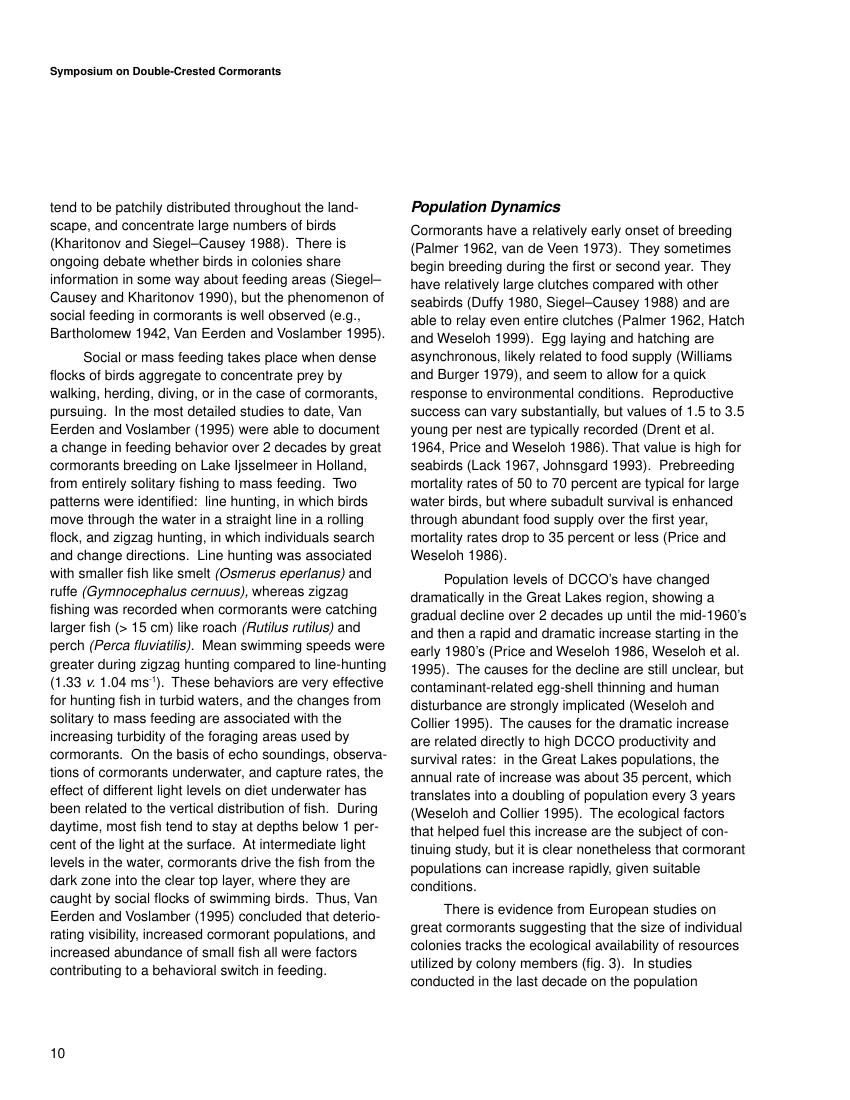 Symposium on Double-Crested Cormorants
tend to be patchily distributed throughout the land-
scape, and concentrate large numbers of birds
(Kharitonov and Siegel–Causey 1988).  There is
ongoing debate whether birds in colonies share
information in some way about feeding areas (Siegel–
Causey and Kharitonov 1990), but the phenomenon of
social feeding in cormorants is well observed (e.g.,
Bartholomew 1942, Van Eerden and Voslamber 1995).
Social or mass feeding takes place when dense
flocks of birds aggregate to concentrate prey by
walking, herding, diving, or in the case of cormorants,
pursuing.  In the most detailed studies to date, Van
Eerden and Voslamber (1995) were able to document
a change in feeding behavior over 2 decades by great
cormorants breeding on Lake Ijsselmeer in Holland,
from entirely solitary fishing to mass feeding.  Two
patterns were identified:  line hunting, in which birds
move through the water in a straight line in a rolling
flock, and zigzag hunting, in which individuals search
and change directions.  Line hunting was associated
with smaller fish like smelt (Osmerus eperlanus) and
ruffe (Gymnocephalus cernuus), whereas zigzag
fishing was recorded when cormorants were catching
larger fish (> 15 cm) like roach (Rutilus rutilus) and
perch (Perca fluviatilis).  Mean swimming speeds were
greater during zigzag hunting compared to line-hunting
(1.33 v. 1.04 ms-1).  These behaviors are very effective
for hunting fish in turbid waters, and the changes from
solitary to mass feeding are associated with the
increasing turbidity of the foraging areas used by
cormorants.  On the basis of echo soundings, observa-
tions of cormorants underwater, and capture rates, the
effect of different light levels on diet underwater has
been related to the vertical distribution of fish.  During
daytime, most fish tend to stay at depths below 1 per-
cent of the light at the surface.  At intermediate light
levels in the water, cormorants drive the fish from the
dark zone into the clear top layer, where they are
caught by social flocks of swimming birds.  Thus, Van
Eerden and Voslamber (1995) concluded that deterio-
rating visibility, increased cormorant populations, and
increased abundance of small fish all were factors
contributing to a behavioral switch in feeding.
Population Dynamics
Cormorants have a relatively early onset of breeding
(Palmer 1962, van de Veen 1973).  They sometimes
begin breeding during the first or second year.  They
have relatively large clutches compared with other
seabirds (Duffy 1980, Siegel–Causey 1988) and are
able to relay even entire clutches (Palmer 1962, Hatch
and Weseloh 1999).  Egg laying and hatching are
asynchronous, likely related to food supply (Williams
and Burger 1979), and seem to allow for a quick
response to environmental conditions.  Reproductive
success can vary substantially, but values of 1.5 to 3.5
young per nest are typically recorded (Drent et al.
1964, Price and Weseloh 1986). That value is high for
seabirds (Lack 1967, Johnsgard 1993).  Prebreeding
mortality rates of 50 to 70 percent are typical for large
water birds, but where subadult survival is enhanced
through abundant food supply over the first year,
mortality rates drop to 35 percent or less (Price and
Weseloh 1986).
Population levels of DCCO's have changed
dramatically in the Great Lakes region, showing a
gradual decline over 2 decades up until the mid-1960's
and then a rapid and dramatic increase starting in the
early 1980's (Price and Weseloh 1986, Weseloh et al.
1995).  The causes for the decline are still unclear, but
contaminant-related egg-shell thinning and human
disturbance are strongly implicated (Weseloh and
Collier 1995).  The causes for the dramatic increase
are related directly to high DCCO productivity and
survival rates:  in the Great Lakes populations, the
annual rate of increase was about 35 percent, which
translates into a doubling of population every 3 years
(Weseloh and Collier 1995).  The ecological factors
that helped fuel this increase are the subject of con-
tinuing study, but it is clear nonetheless that cormorant
populations can increase rapidly, given suitable
conditions.
There is evidence from European studies on
great cormorants suggesting that the size of individual
colonies tracks the ecological availability of resources
utilized by colony members (fig. 3).  In studies
conducted in the last decade on the population
10